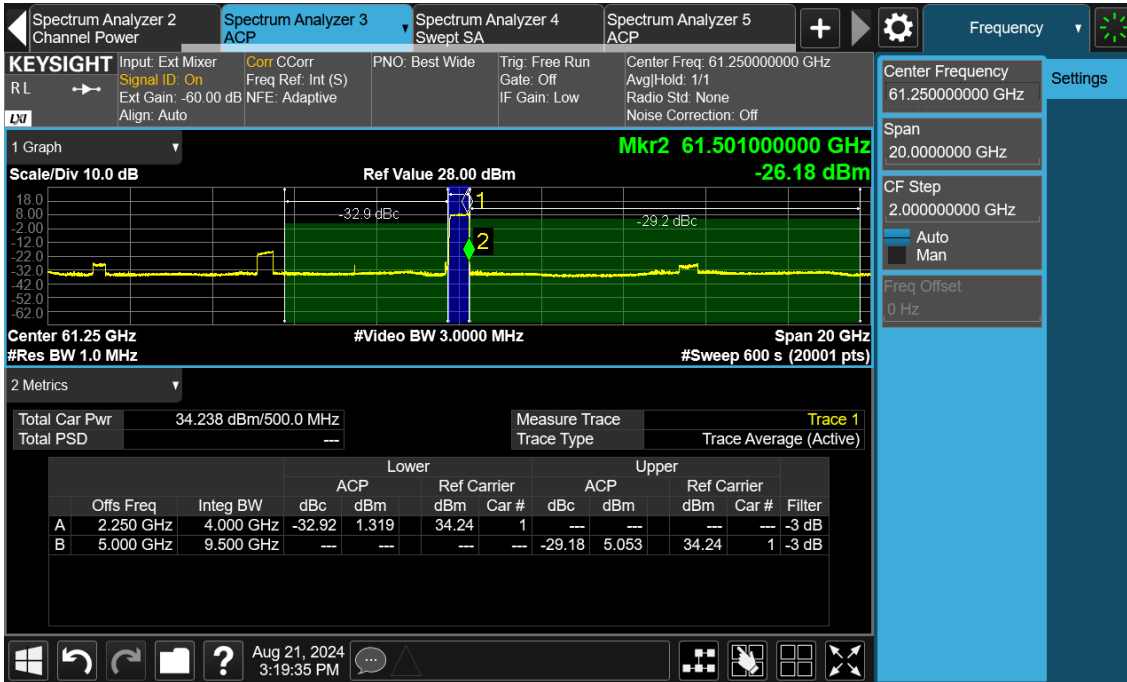 Spectrum Analyzer 2
Channel Power
Spectrum Analyzer 3
ACP
Spectrum Analyzer 4
Swept SA
Spectrum Analyzer 5
ACP
Frequency
KEYSIGHT
R L
LXI
Input: Ext Mixer
Signal ID: On
Ext Gain: -60.00 dB
Align: Auto
Corr CCorr
Freq Ref: Int (S)
NFE: Adaptive
PNO: Best Wide
Trig: Free Run
Gate: Off
IF Gain: Low
Center Freq: 61.250000000 GHz
Avg|Hold: 1/1
Radio Std: None
Noise Correction: Off
Center Frequency
61.250000000 GHz
Settings
Span
20.0000000 GHz
CF Step
2.000000000 GHz
Auto
Man
Freq Offset
0 Hz
1 Graph
Mkr2 61.501000000 GHz
-26.18 dBm
Scale/Div 10.0 dB
Ref Value 28.00 dBm
18.0
8.00
-2.00
-12.0
-22.0
-32.0
-42.0
-52.0
-62.0
-32.9 dBc
1
-29.2 dBc
2
Center 61.25 GHz
#Video BW 3.0000 MHz
Span 20 GHz
#Res BW 1.0 MHz
#Sweep 600 s (20001 pts)
2 Metrics
Total Car Pwr 34.238 dBm/500.0 MHz
Total PSD ---
Measure Trace Trace 1
Trace Type Trace Average (Active)
Lower Upper
ACP Ref Carrier ACP Ref Carrier
Offs Freq Integ BW dBc dBm dBm Car # dBc dBm dBm Car # Filter
A 2.250 GHz 4.000 GHz -32.92 1.319 34.24 1 --- --- --- --- -3 dB
B 5.000 GHz 9.500 GHz --- --- --- --- -29.18 5.053 34.24 1 -3 dB
Aug 21, 2024
3:19:35 PM